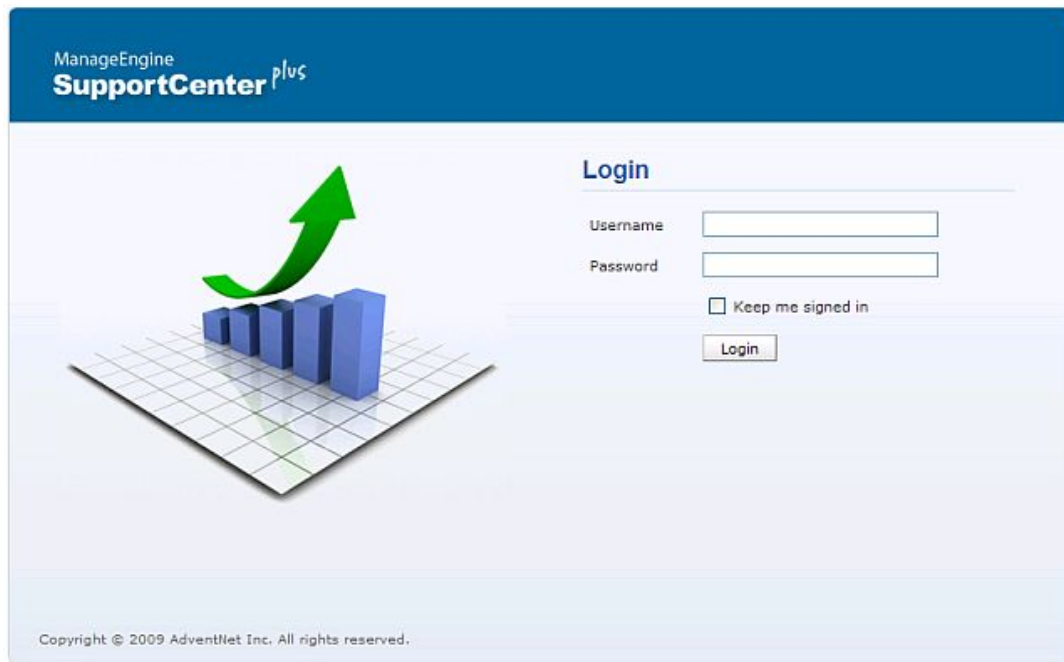 ManageEngine
SupportCenter plus
Login
Username
Password
Keep me signed in
Login
Copyright © 2009 AdventNet Inc. All rights reserved.